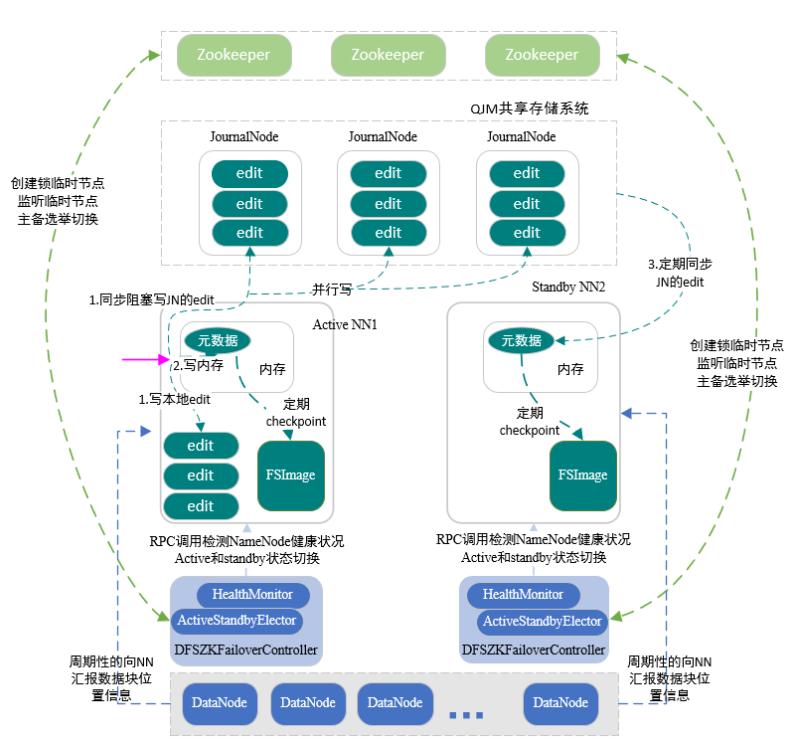 Zookeeper
Zookeeper
Zookeeper
QJM共享存储系统
JournalNode
JournalNode
JournalNode
edit
edit
edit
edit
edit
edit
edit
edit
edit
创建锁临时节点
监听临时节点
主备选举切换
3.定期同步
JN的edit
并行写
1.同步阻塞写JN的edit
Standby NN2
Active NN1
元数据
2.写内存
内存
元数据
内存
创建锁临时节点
监听临时节点
主备选举切换
1.写本地edit
定期
checkpoint
定期
checkpoint
edit
edit
edit
FSImage
FSImage
RPC调用检测NameNode健康状况
Active和standby状态切换
RPC调用检测NameNode健康状况
Active和standby状态切换
HealthMonitor
ActiveStandbyElector
DFSZKFailoverController
HealthMonitor
ActiveStandbyElector
DFSZKFailoverController
周期性的向NN
汇报数据块位
置信息
周期性的向NN
汇报数据块位
置信息
DataNode
DataNode
DataNode
...
DataNode